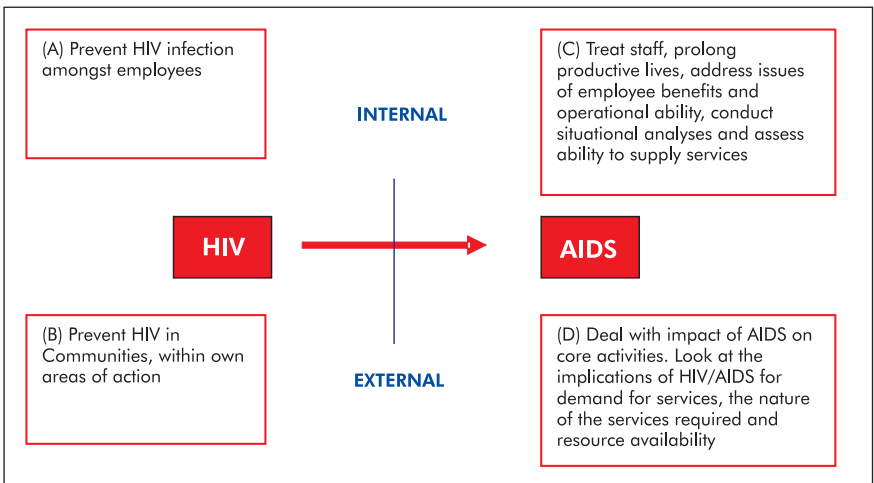 (A) Prevent HIV infection
amongst employees
INTERNAL
(C) Treat staff, prolong
productive lives, address issues
of employee benefits and
operational ability, conduct
situational analyses and assess
ability to supply services
HIV
AIDS
(B) Prevent HIV in
Communities, within own
areas of action
EXTERNAL
(D) Deal with impact of AIDS on
core activities. Look at the
implications of HIV/AIDS for
demand for services, the nature
of the services required and
resource availability